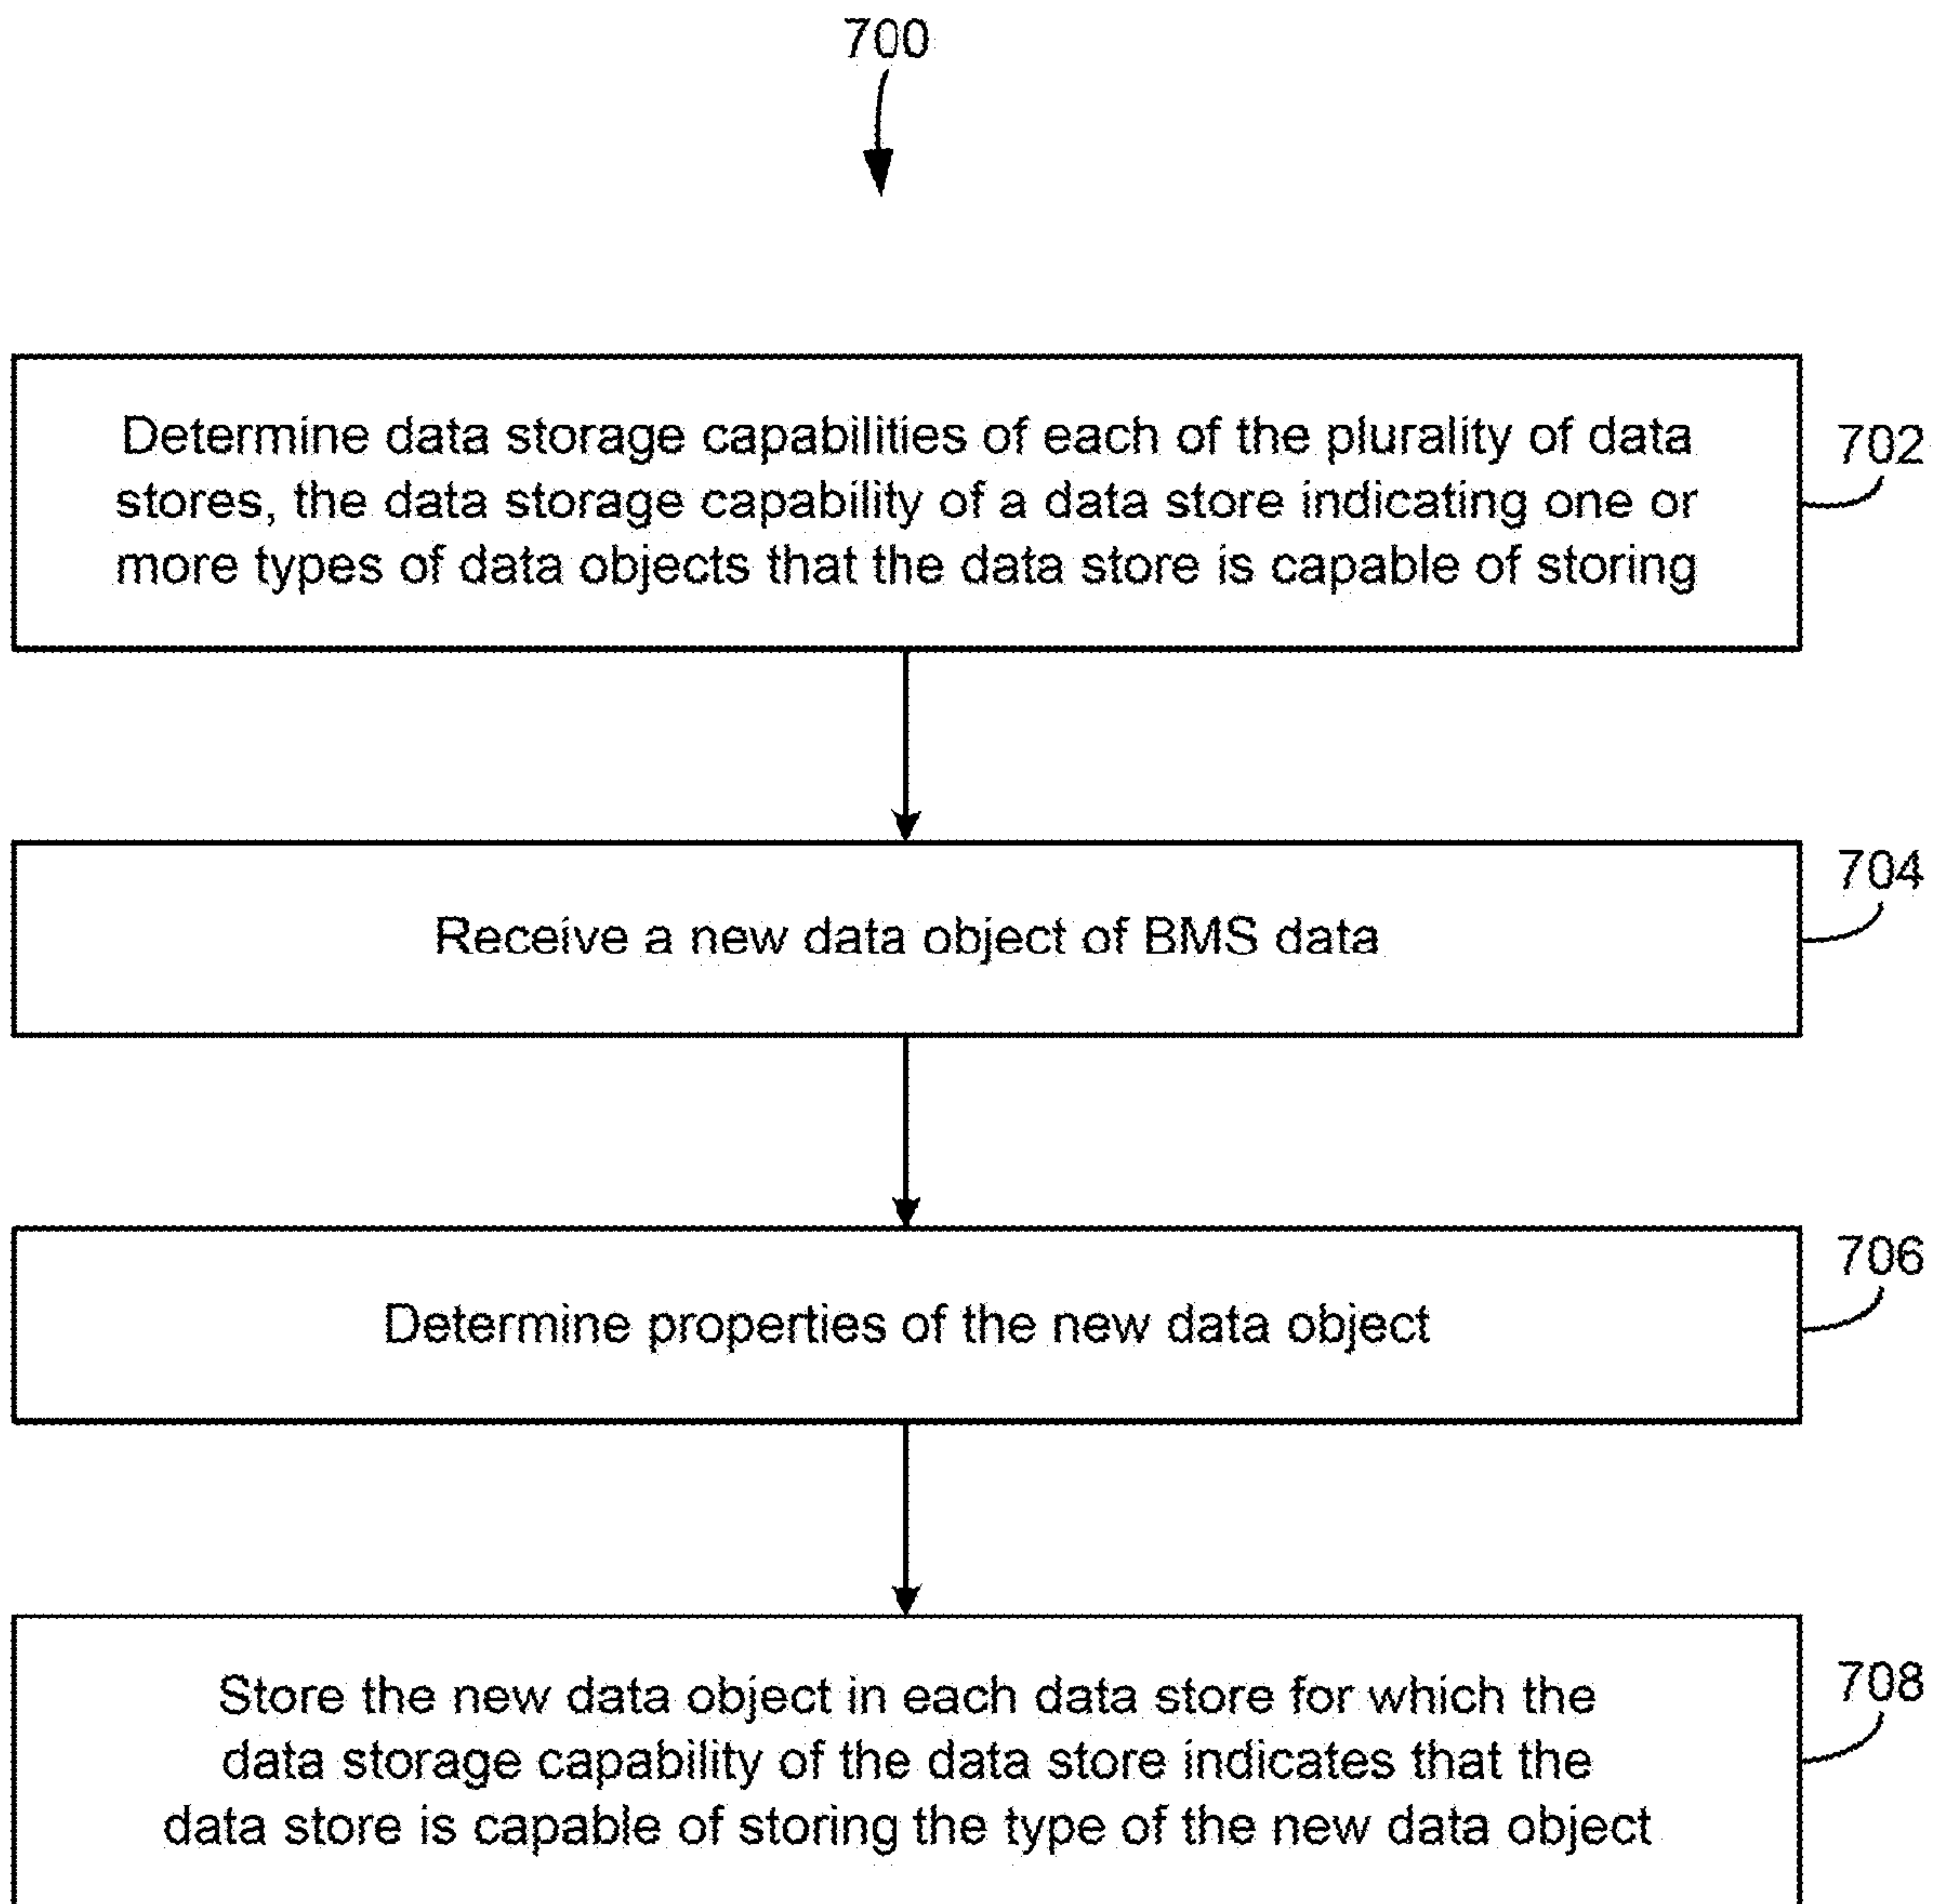 700
Determine data storage capabilities of each of the plurality of data
stores, the data storage capability of a data store indicating one or
more types of data objects that the data store is capable of storing
702
Receive a new data object of BMS data
704
Determine properties of the new data object
706
Store the new data object in each data store for which the
data storage capability of the data store indicates that the
data store is capable of storing the type of the new data object
708